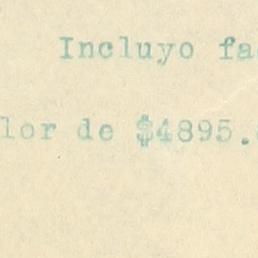 Incluyo fa
lor de $4895.